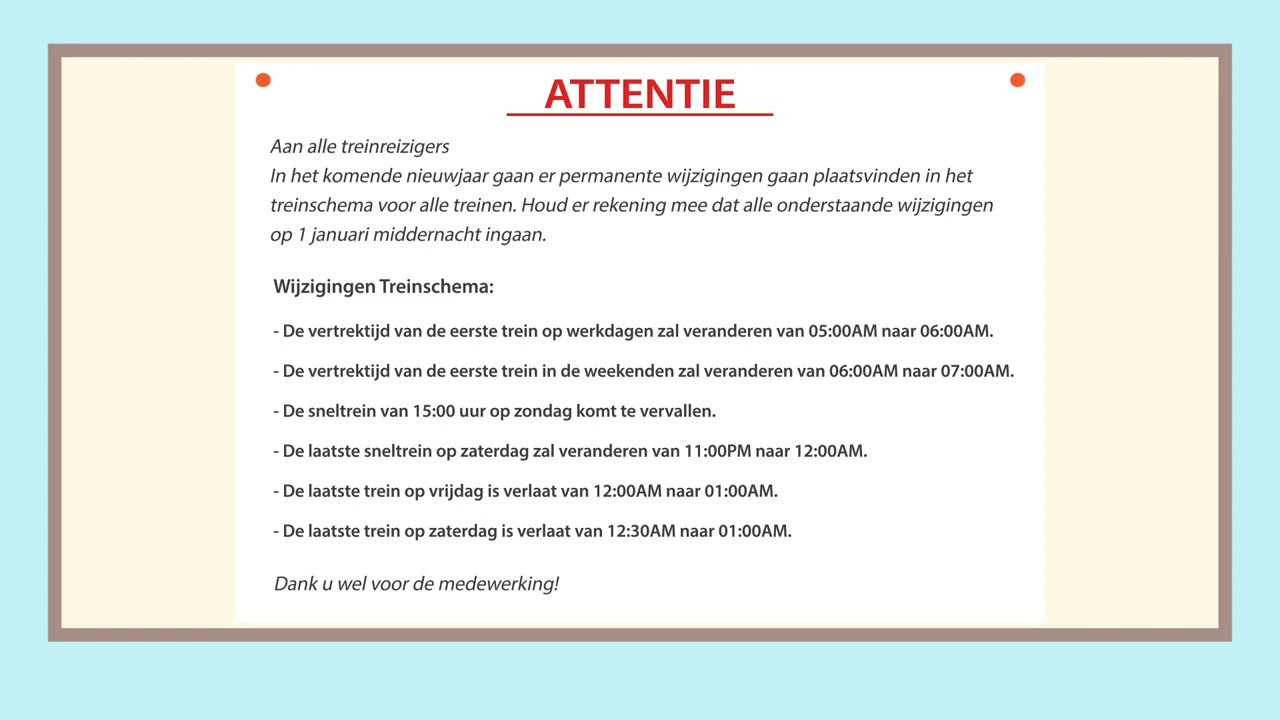 ATTENTIE
Aan alle treinreizigers
In het komende nieuwjaar gaan er permanente wijzigingen gaan plaatsvinden in het
treinschema voor alle treinen. Houd er rekening mee dat alle onderstaande wijzigingen
op 1 januari middernacht ingaan.
Wijzigingen Treinschema:
- De vertrektijd van de eerste trein op werkdagen zal veranderen van 05:00AM naar 06:00AM.
- De vertrektijd van de eerste trein in de weekenden zal veranderen van 06:00AM naar 07:00AM.
- De sneltrein van 15:00 uur op zondag komt te vervallen.
- De laatste sneltrein op zaterdag zal veranderen van 11:00PM naar 12:00AM.
- De laatste trein op vrijdag is verlaat van 12:00AM naar 01:00AM.
- De laatste trein op zaterdag is verlaat van 12:30AM naar 01:00AM.
Dank u wel voor de medewerking!